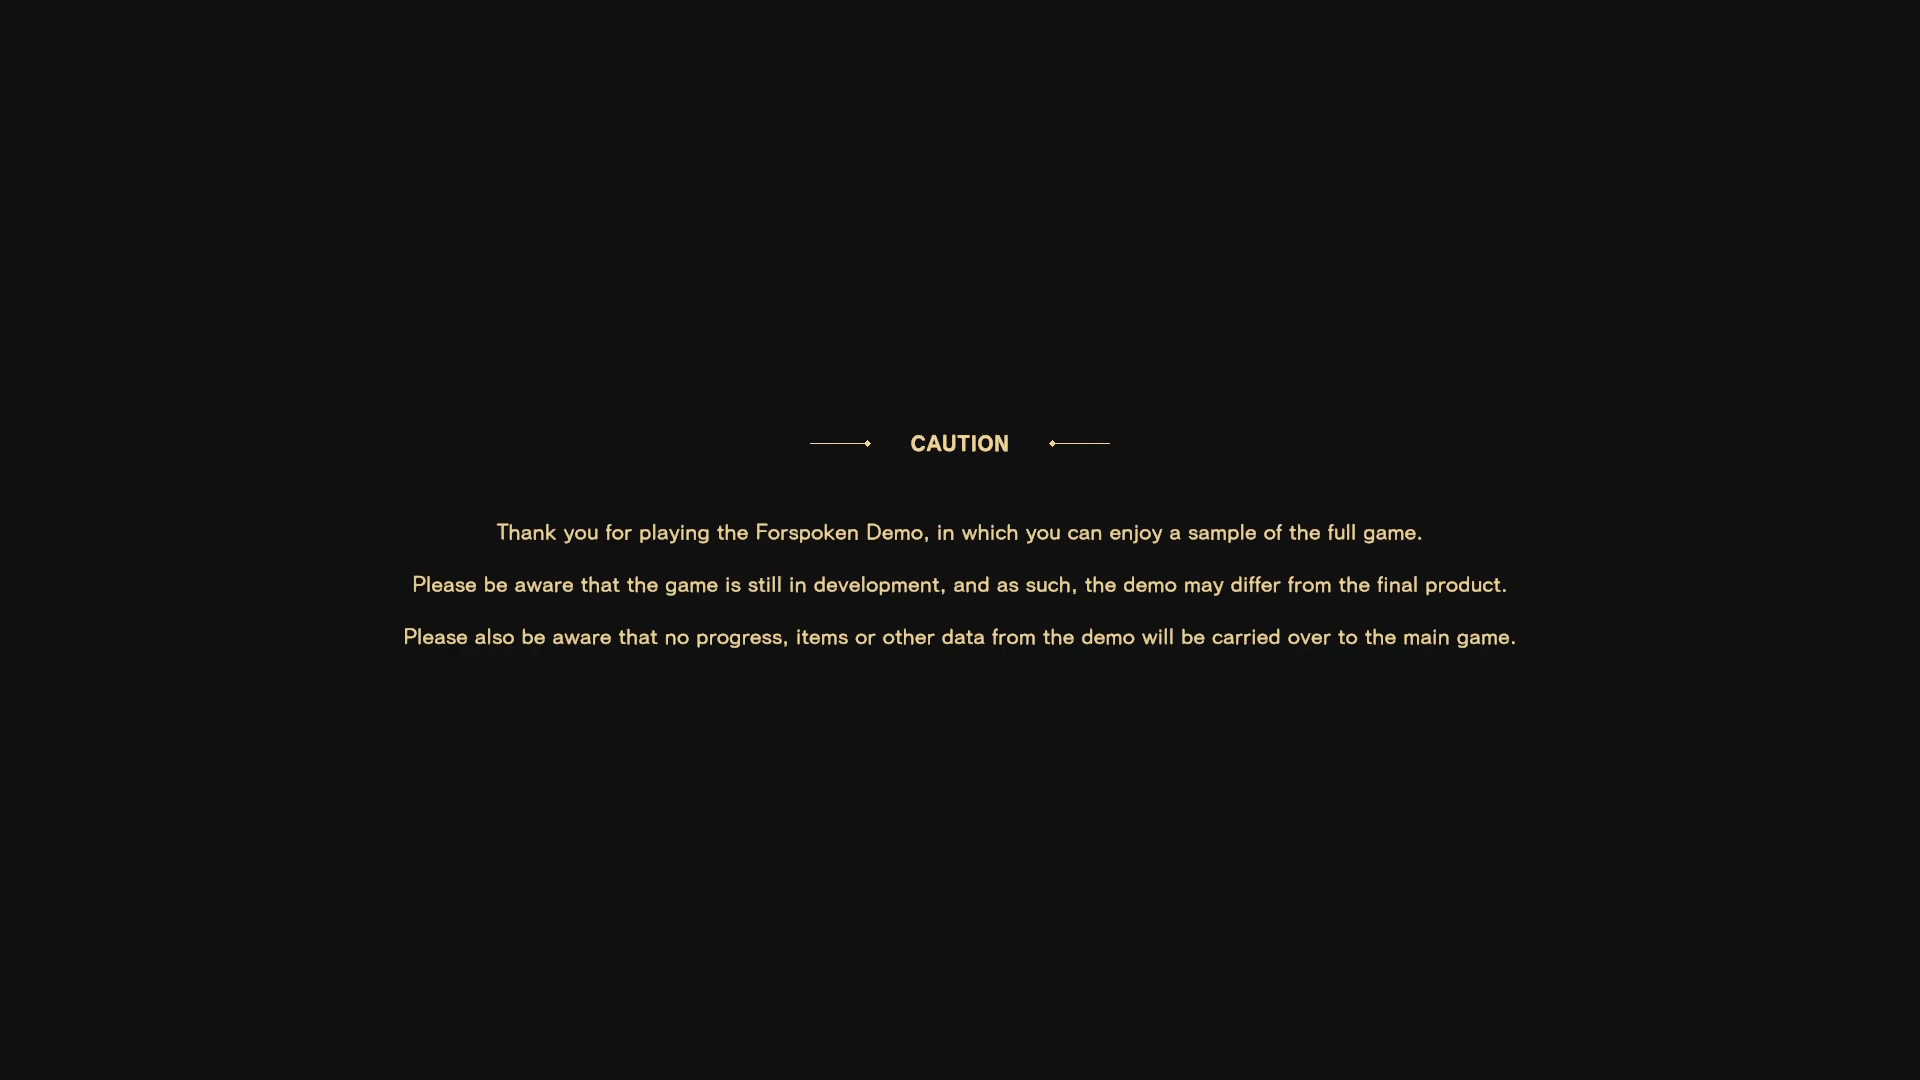 CAUTION
Thank you for playing the Forspoken Demo, in which you can enjoy a sample of the full game.
Please be aware that the game is still in development, and as such, the demo may differ from the final product.
Please also be aware that no progress, items or other data from the demo will be carried over to the main game.